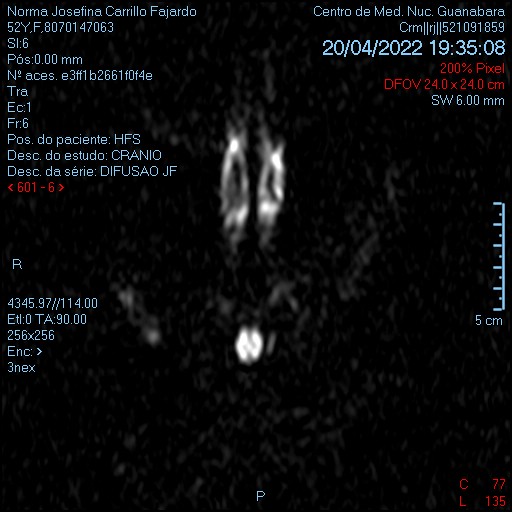 Norma Josefina Carrillo Fajardo
52Y,F,8070147063
Sl:6
Pós:0.00 mm
Nº aces. e3ff1b2661f0f4e
Tra
Ec:1
Fr:6
Pos. do paciente: HFS
Desc. do estudo: CRANIO
Desc. da série: DIFUSAO JF
< 601 - 6 >
Centro de Med. Nuc. Guanabara
Crm||rj||521091859
20/04/2022 19:35:08
200% Pixel
DFOV 24.0 x 24.0 cm
SW 6.00 mm
R
5 cm
4345.97//114.00
Etl:0 TA:90.00
256x256
Enc: >
3nex
P
C 77
L 135